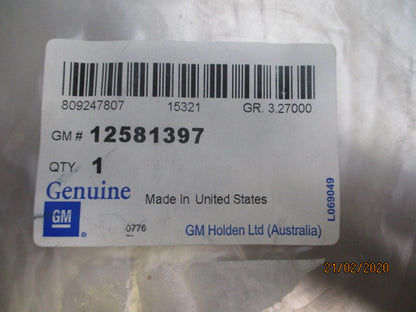 809247807 15321 GR. 3.27000
GM # 12581397
QTY. 1
Genuine
Made In United States
GM
®
0776
GM Holden Ltd (Australia)
L069049
21/02/2020